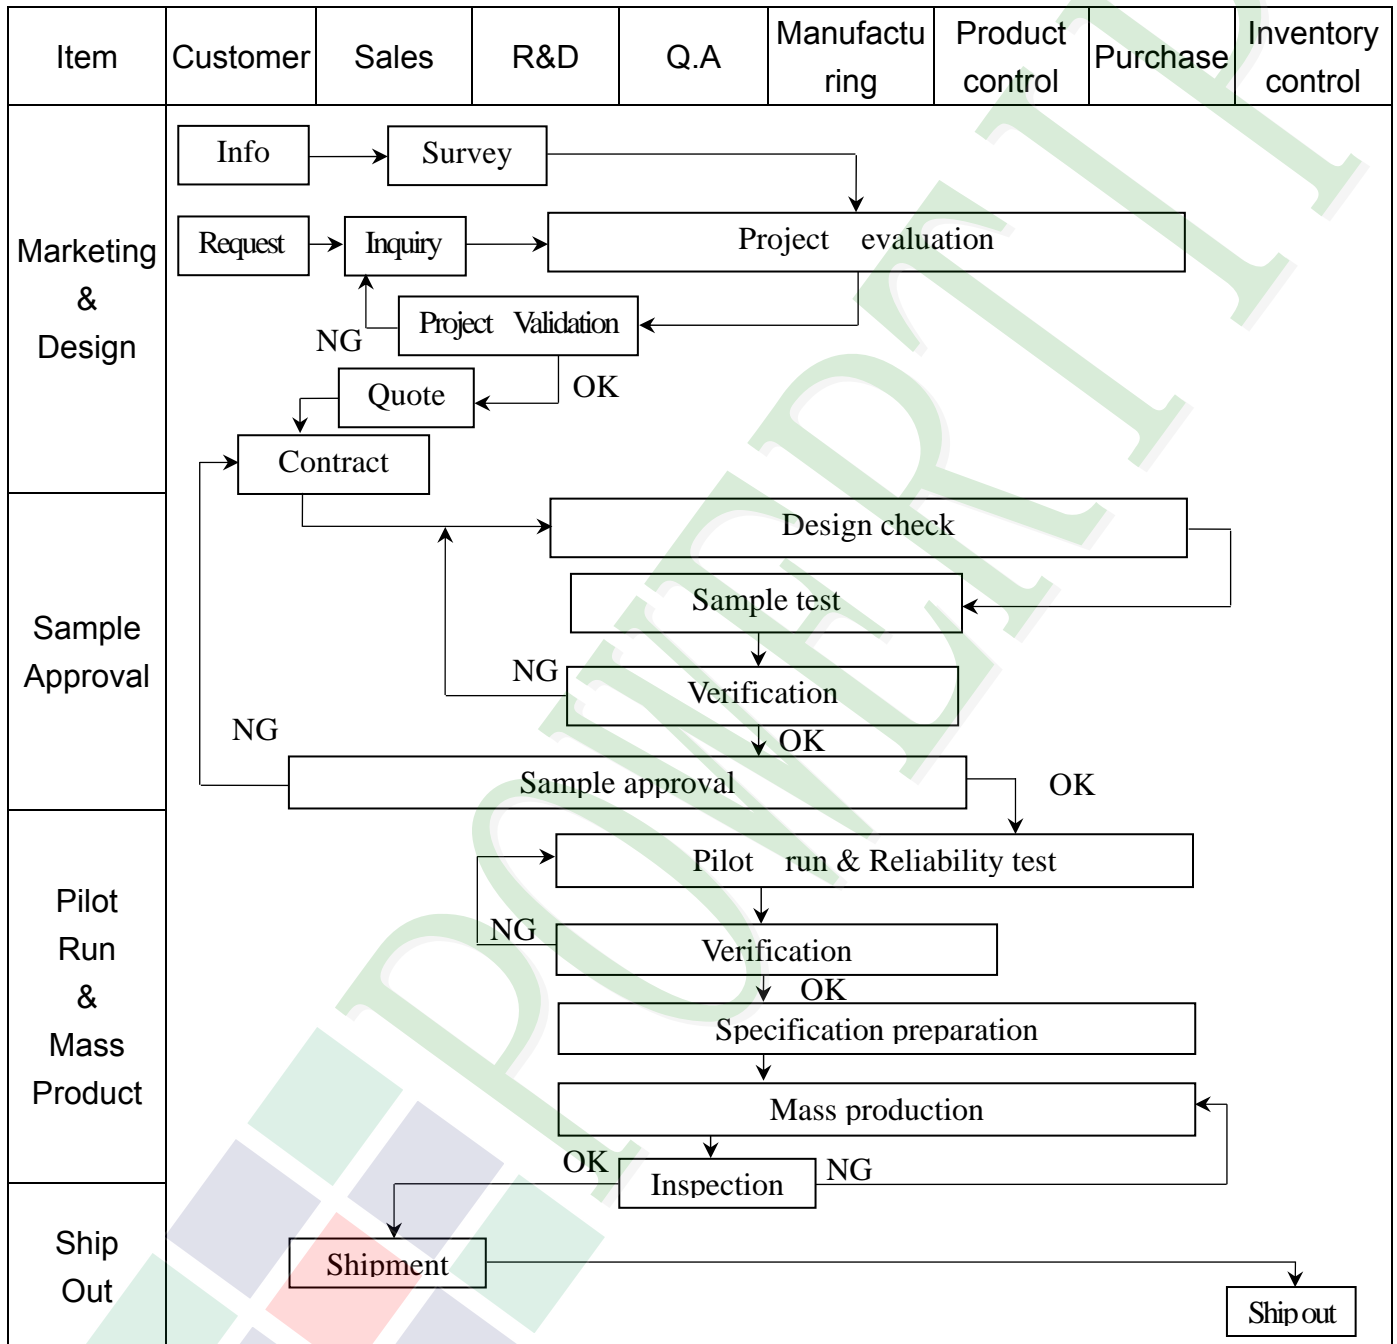 Item
Customer
Sales
R&D
Q.A
Manufactu
ring
Product
control
Purchase
Inventory
control
Marketing
&
Design
Info
Survey
Request
Inquiry
Project evaluation
NG
Project Validation
Quote
OK
Contract
Sample
Approval
Design check
Sample test
NG
Verification
NG
OK
Sample approval
OK
Pilot
Run
&
Mass
Product
Pilot run & Reliability test
NG
Verification
OK
Specification preparation
Mass production
OK
Inspection
NG
Ship
Out
Shipment
Ship out
POWERTIP